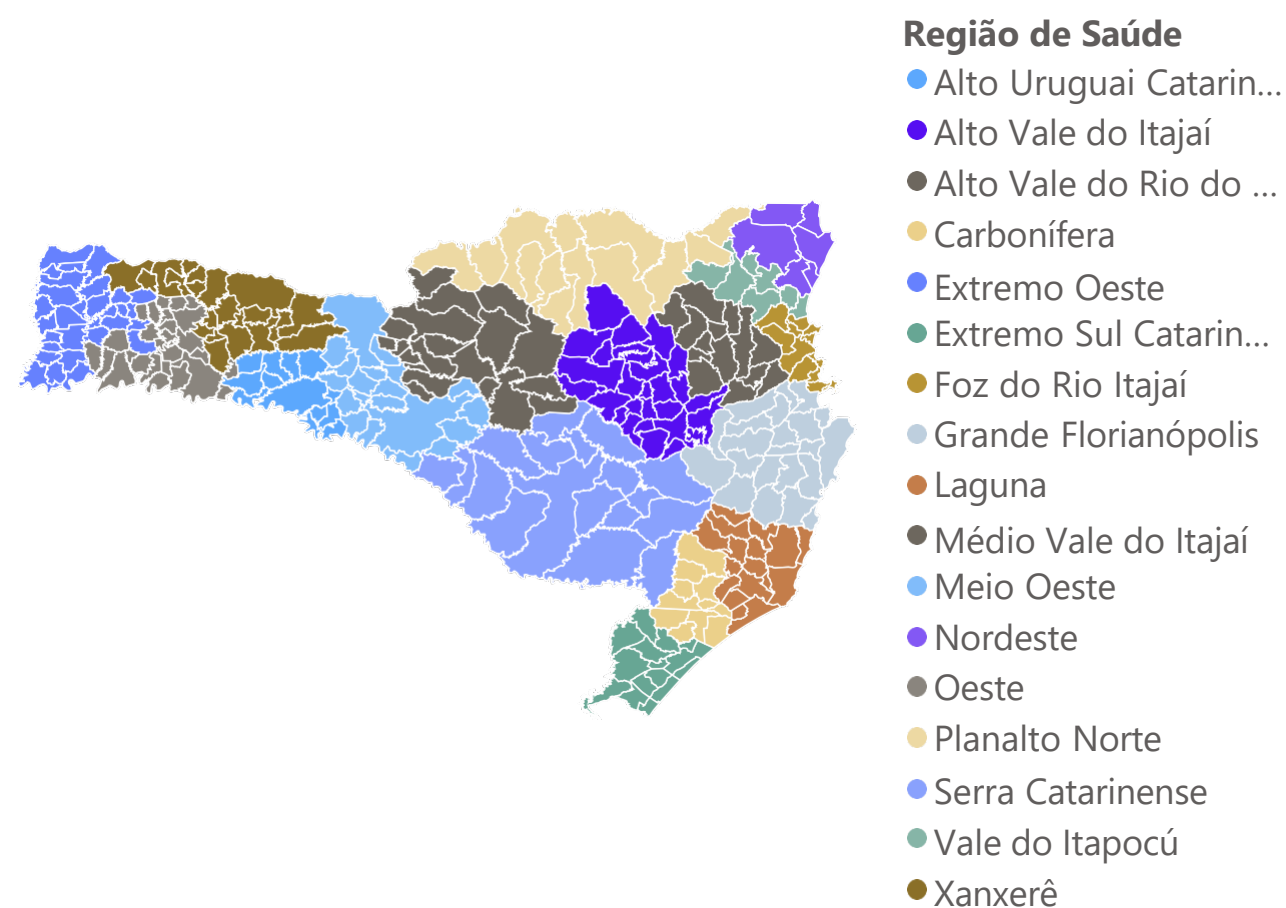 Região de Saúde
Alto Uruguai Catarin...
Alto Vale do Itajaí
Alto Vale do Rio do ...
Carbonífera
Extremo Oeste
Extremo Sul Catarin...
Foz do Rio Itajaí
Grande Florianópolis
Laguna
Médio Vale do Itajaí
Meio Oeste
Nordeste
Oeste
Planalto Norte
Serra Catarinense
Vale do Itapocú
Xanxerê